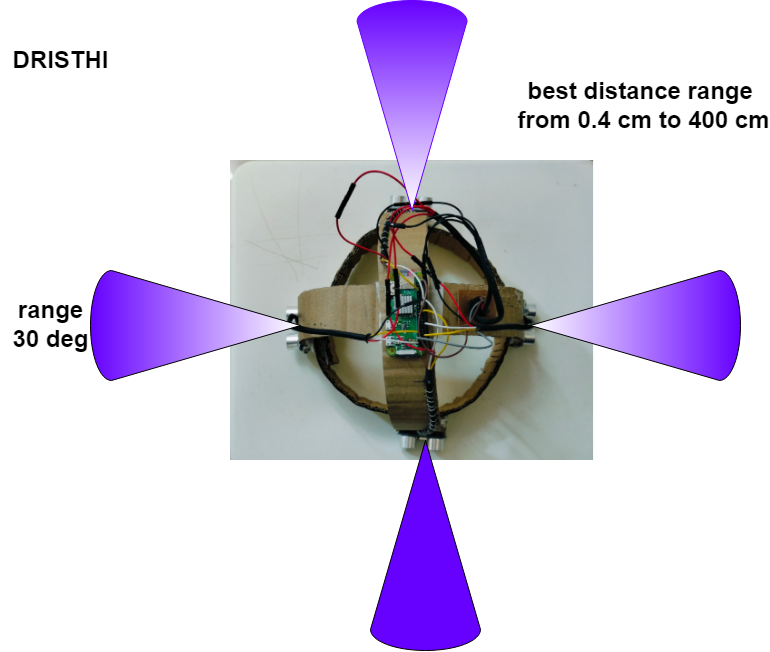 DRISTHI
best distance range
from 0.4 cm to 400 cm
range
30 deg